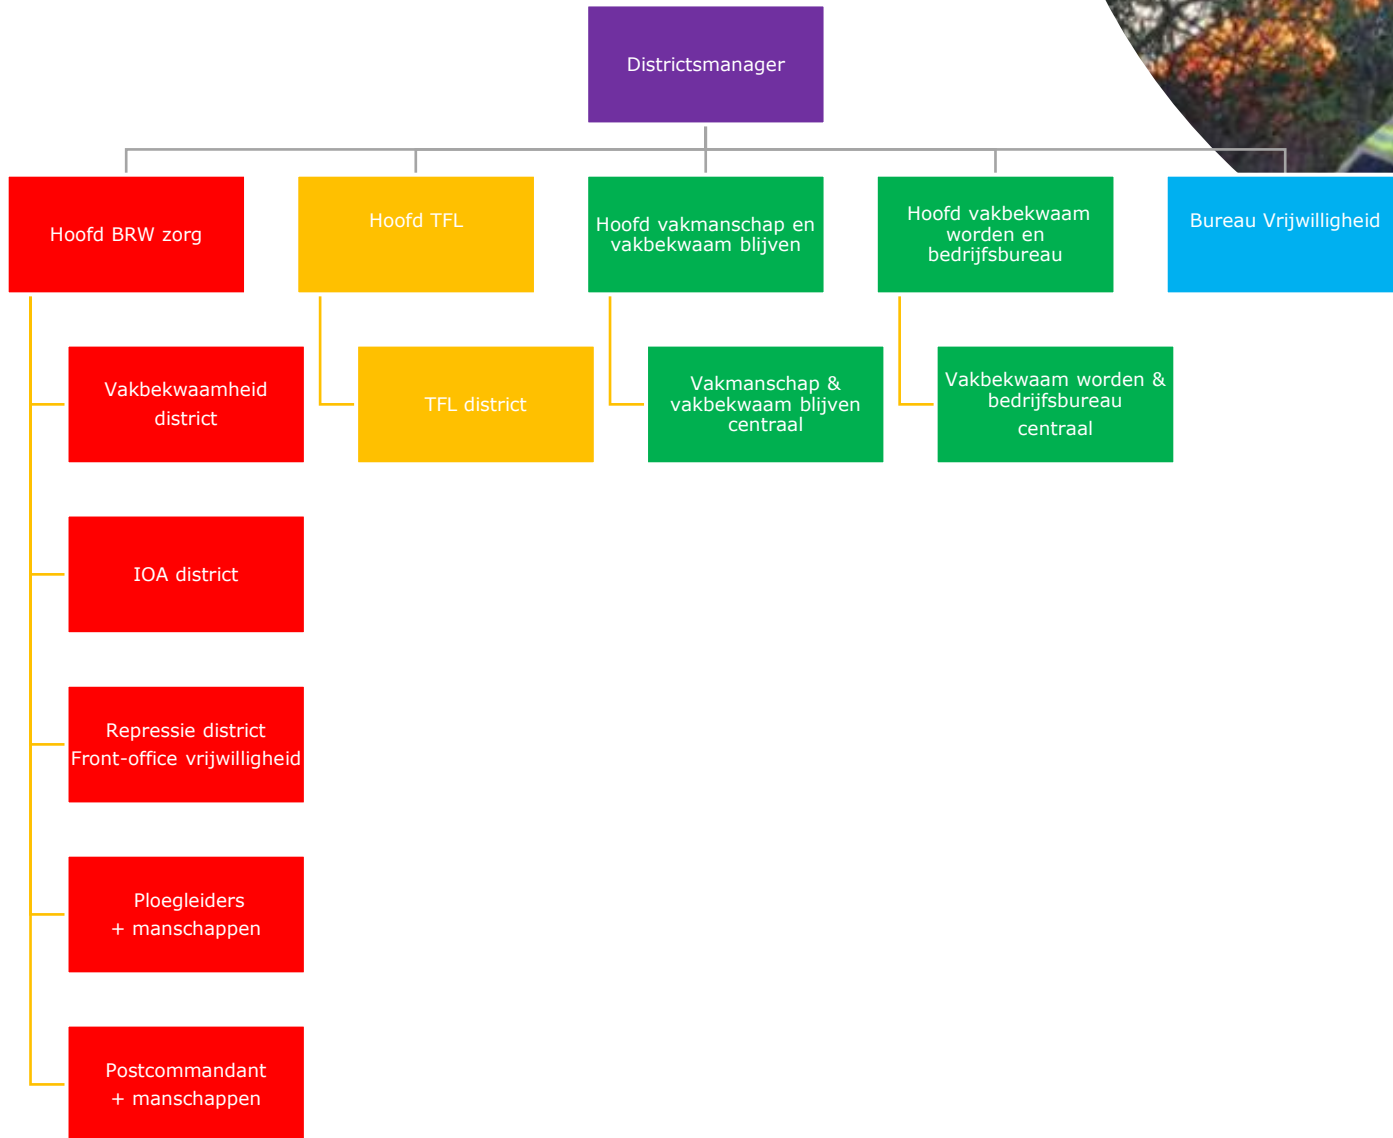 Districtsmanager
Hoofd BRW zorg
Hoofd TFL
Hoofd vakmanschap en
vakbekwaam blijven
Hoofd vakbekwaam
worden en
bedrijfsbureau
Bureau Vrijwilligheid
Vakbekwaamheid
district
TFL district
Vakmanschap &
vakbekwaam blijven
centraal
Vakbekwaam worden &
bedrijfsbureau
centraal
IOA district
Repressie district
Front-office vrijwilligheid
Ploegleiders
+ manschappen
Postcommandant
+ manschappen